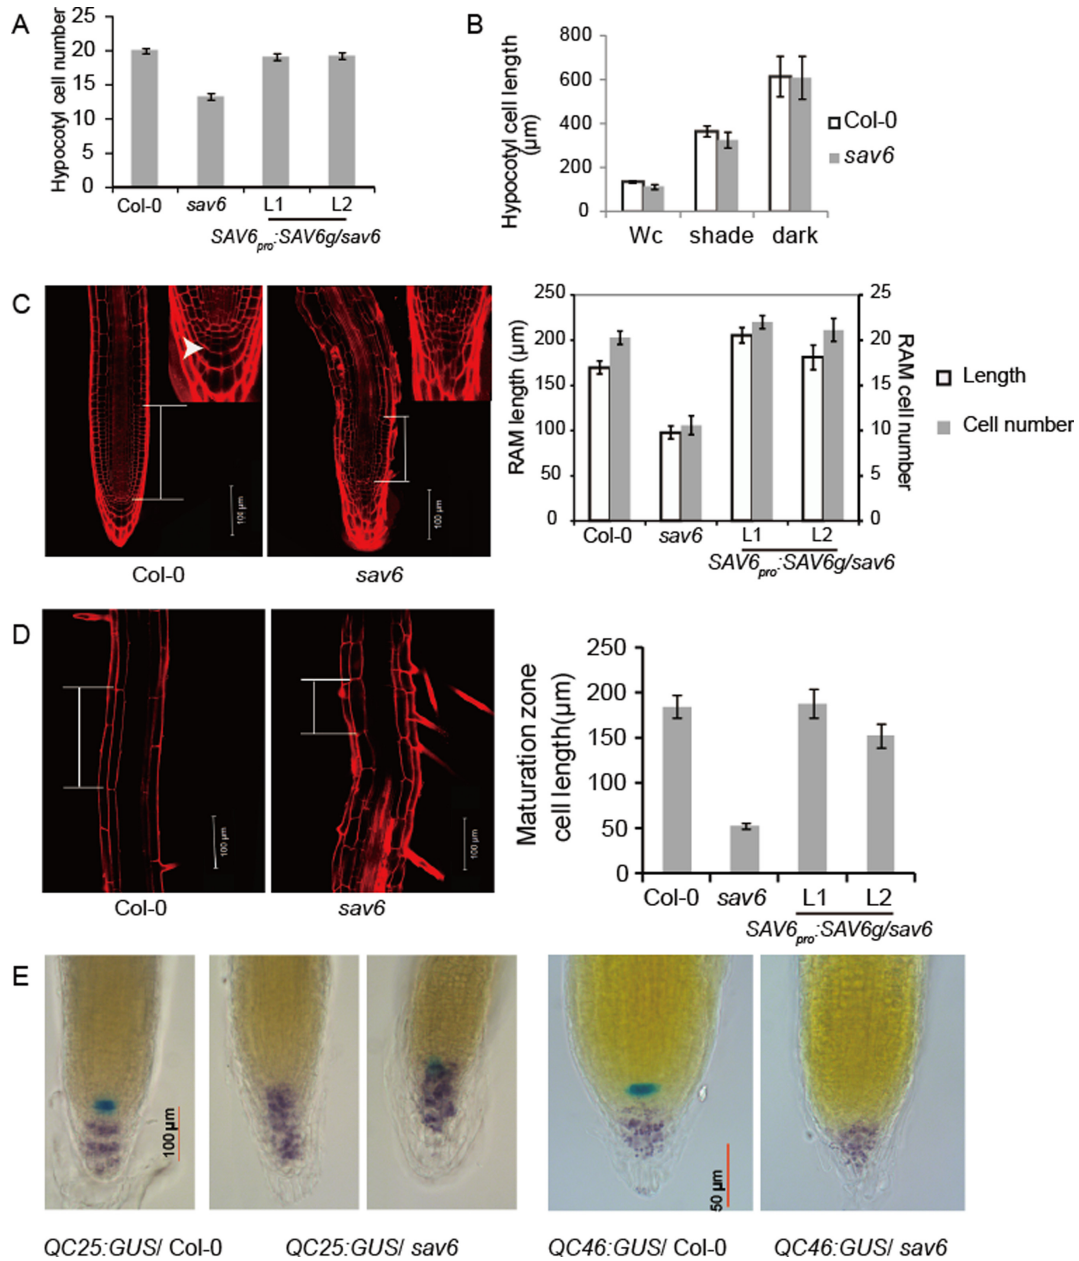 A
Hypocotyl cell number
25
20
15
10
5
0
Col-0 sav6 L1 L2
SAV6pro:SAV6g/sav6
B
Hypocotyl cell length
(µm)
800
600
400
200
0
Wc shade dark
Col-0
sav6
C
100 µm
100 µm
Col-0 sav6
RAM length (µm)
250
200
150
100
50
0
25
20
15
10
5
0
RAM cell number
Col-0 sav6 L1 L2
SAV6pro:SAV6g/sav6
Length
Cell number
D
100 µm
100 µm
Col-0 sav6
Maturation zone
cell length(µm)
250
200
150
100
50
0
Col-0 sav6 L1 L2
SAV6pro:SAV6g/sav6
E
100 µm
50 µm
QC25:GUS/ Col-0 QC25:GUS/ sav6 QC46:GUS/ Col-0 QC46:GUS/ sav6